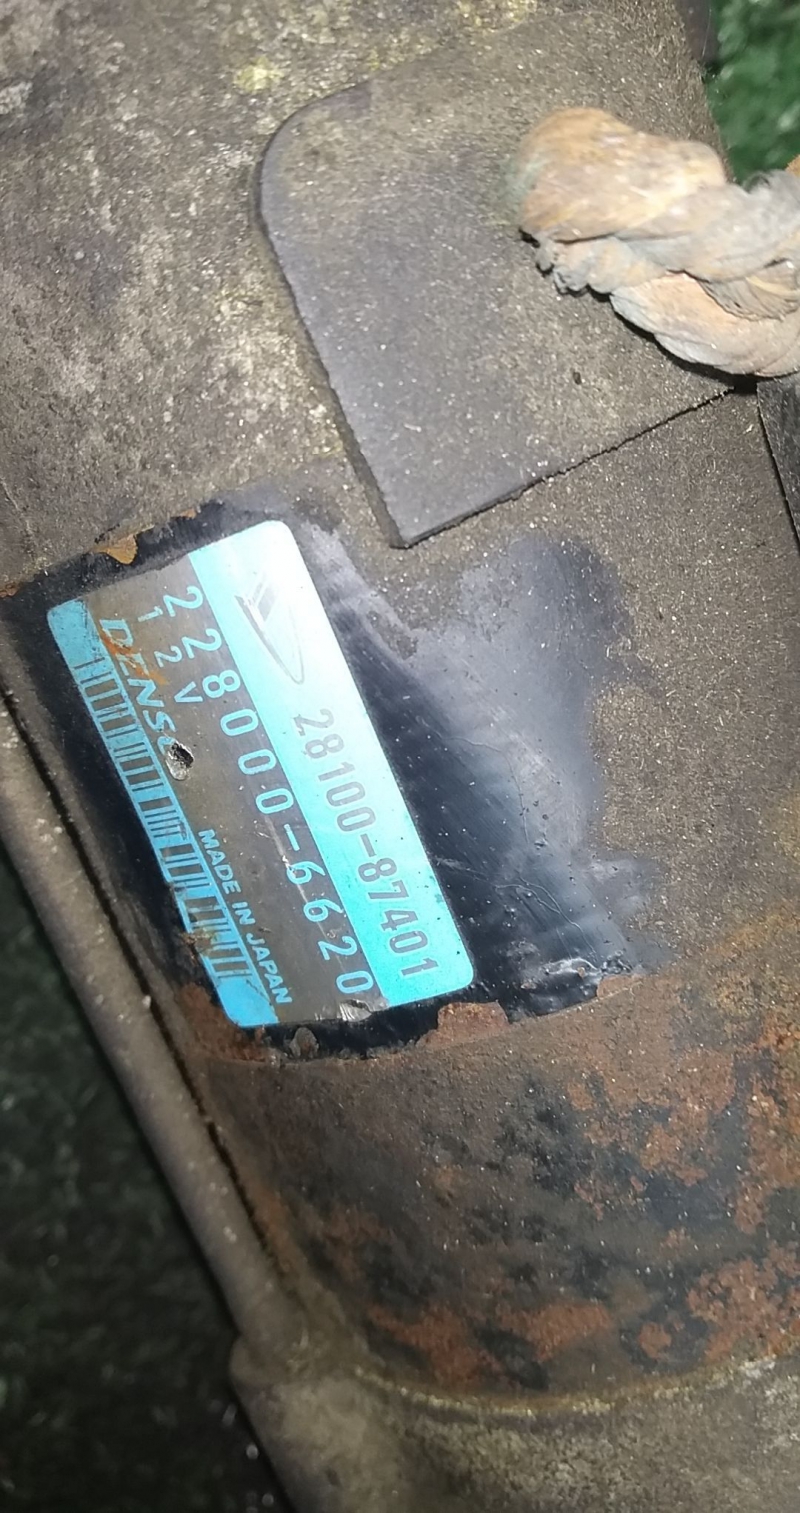 28100-87401
228000-6620
12V
DENSO
MADE IN JAPAN